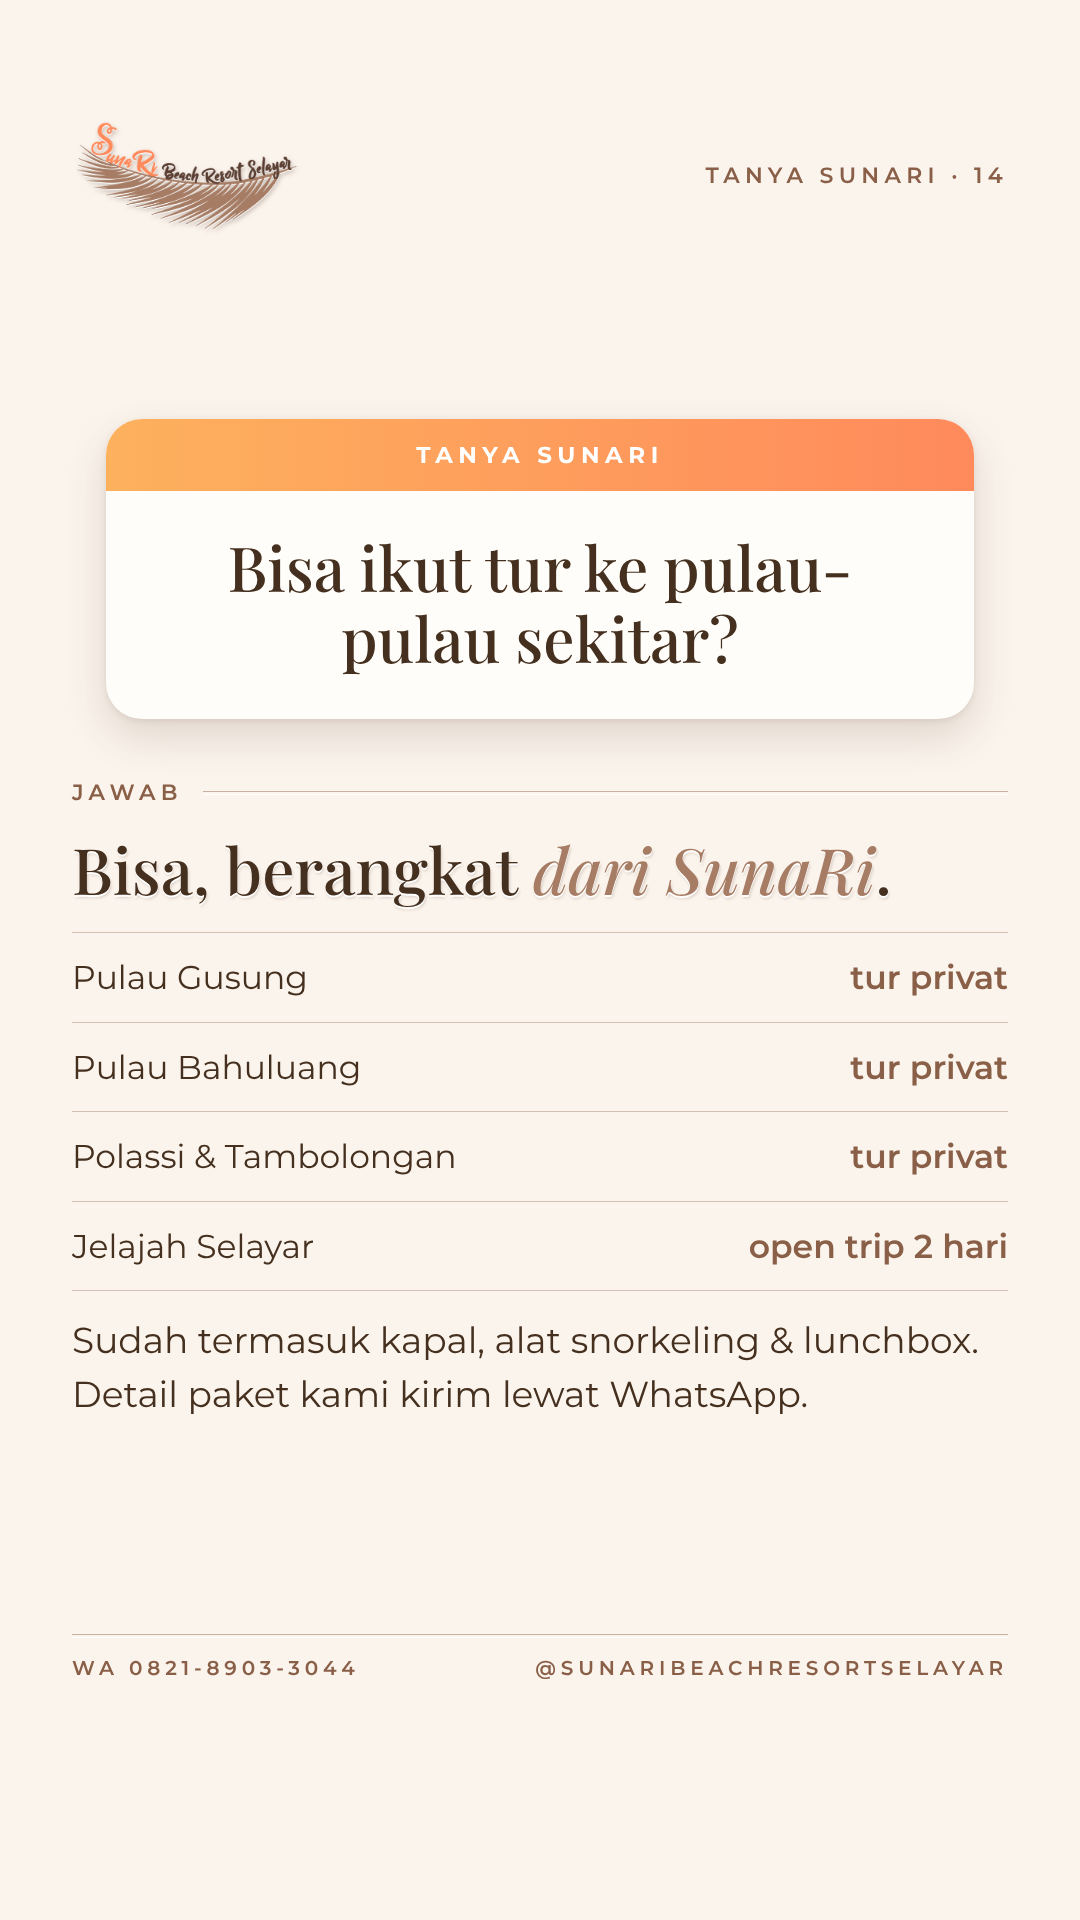 SunaRi Beach Resort Selayar
TANYA SUNARI · 14
TANYA SUNARI
Bisa ikut tur ke pulau-
pulau sekitar?
JAWAB
Bisa, berangkat dari SunaRi.
Pulau Gusung tur privat
Pulau Bahuluang tur privat
Polassi & Tambolongan tur privat
Jelajah Selayar open trip 2 hari
Sudah termasuk kapal, alat snorkeling & lunchbox.
Detail paket kami kirim lewat WhatsApp.
WA 0821-8903-3044 @SUNARIBEACHRESORTSELAYAR